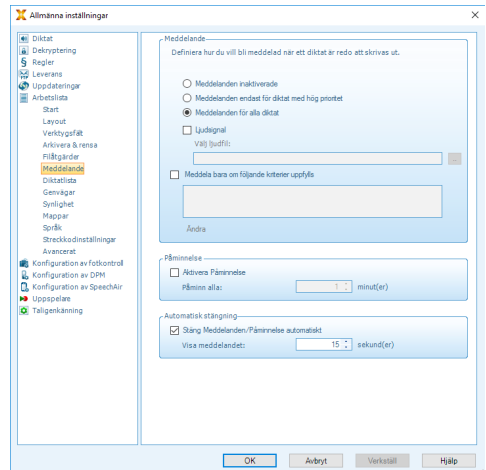 Allmänna inställningar
Diktat
Dekryptering
Regler
Leverans
Uppdateringar
Arbetslista
Start
Layout
Verktygsfält
Arkivera & rensa
Filåtgärder
Meddelande
Diktatlista
Genvägar
Synlighet
Mappar
Språk
Streckkodinställningar
Avancerat
Konfiguration av fotkontroll
Konfiguration av DPM
Konfiguration av SpeechAir
Uppspelare
Taligenkänning
Meddelande
Definiera hur du vill bli meddelad när ett diktat är redo att skrivas ut.
Meddelanden inaktiverade
Meddelanden endast för diktat med hög prioritet
Meddelanden för alla diktat
Ljudsignal
Välj ljudfil:
...
Meddela bara om följande kriterier uppfylls
Ändra
Påminnelse
Aktivera Påminnelse
Påminn alla: 1 minut(er)
Automatisk stängning
Stäng Meddelanden/Påminnelse automatiskt
Visa meddelandet: 15 sekund(er)
OK Avbryt Verkställ Hjälp